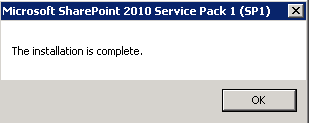 Microsoft SharePoint 2010 Service Pack 1 (SP1)
The installation is complete.
OK